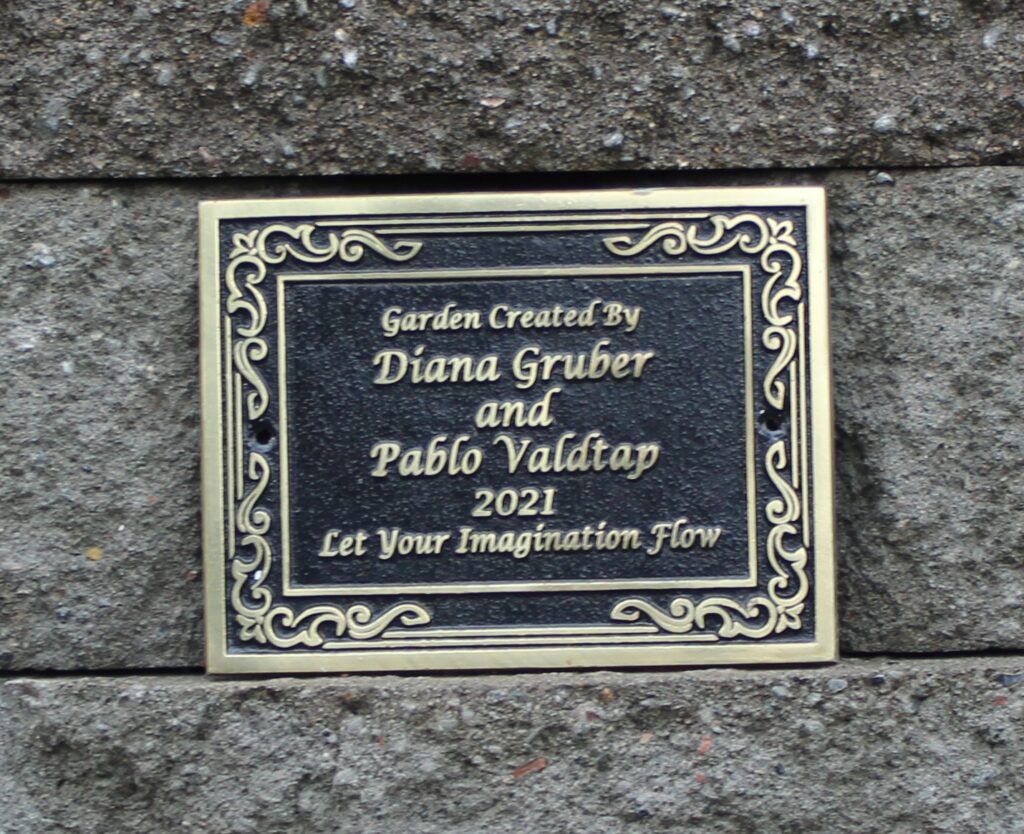 Garden Created By
Diana Gruber
and
Pablo Valdtap
2021
Let Your Imagination Flow